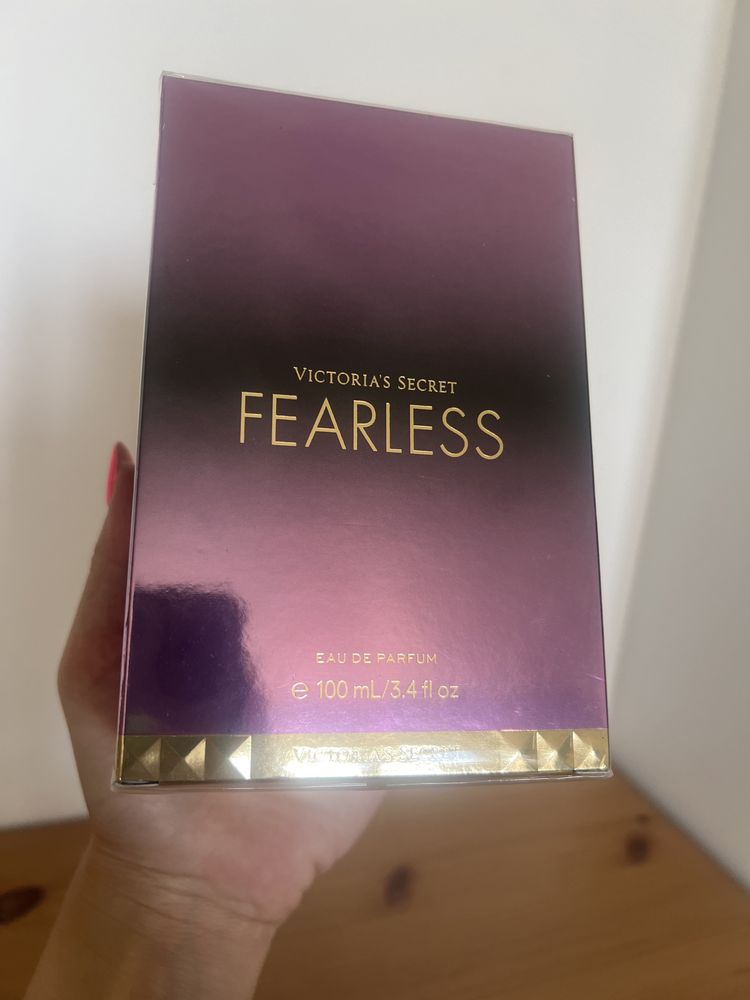 VICTORIA'S SECRET
FEARLESS
EAU DE PARFUM
℮ 100 mL/3.4 fl oz
VICTORIA'S SECRET